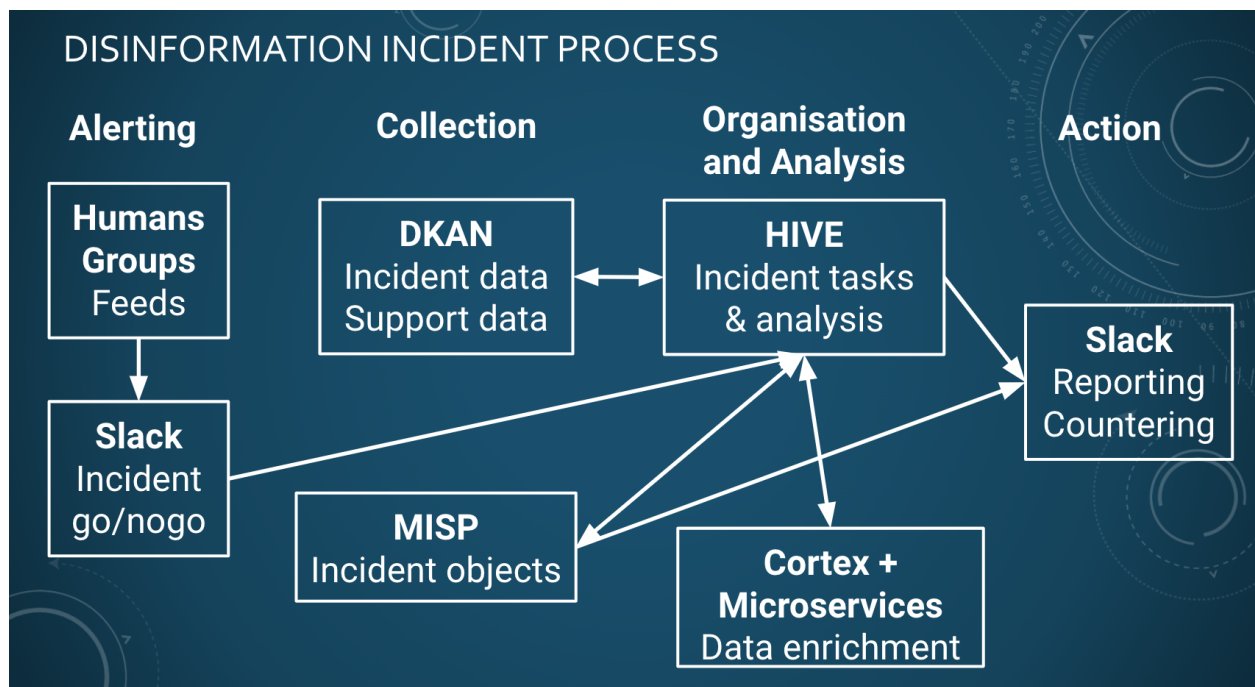 DISINFORMATION INCIDENT PROCESS
Alerting
Humans
Groups
Feeds
Slack
Incident
go/nogo
Collection
DKAN
Incident data
Support data
MISP
Incident objects
Organisation
and Analysis
HIVE
Incident tasks
& analysis
Cortex +
Microservices
Data enrichment
Action
Slack
Reporting
Countering